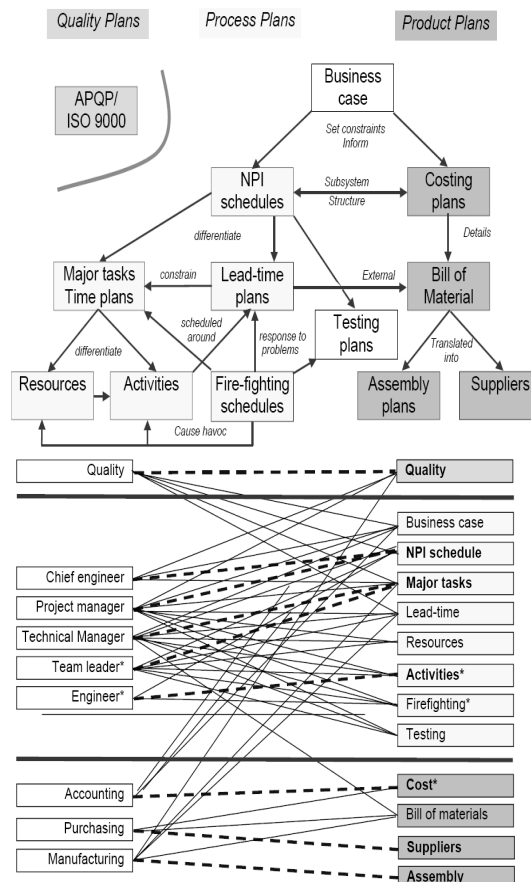 Quality Plans
Process Plans
Product Plans
APQP/
ISO 9000
Business
case
Set constraints
Inform
NPI
schedules
Subsystem
Structure
Costing
plans
differentiate
Details
Major tasks
Time plans
constrain
Lead-time
plans
External
Bill of
Material
scheduled
around
response to
problems
Testing
plans
differentiate
Translated
into
Resources
Activities
Fire-fighting
schedules
Assembly
plans
Suppliers
Cause havoc
Quality
Quality
Business case
NPI schedule
Chief engineer
Major tasks
Project manager
Lead-time
Technical Manager
Resources
Team leader*
Activities*
Engineer*
Firefighting*
Testing
Accounting
Cost*
Bill of materials
Purchasing
Suppliers
Manufacturing
Assembly